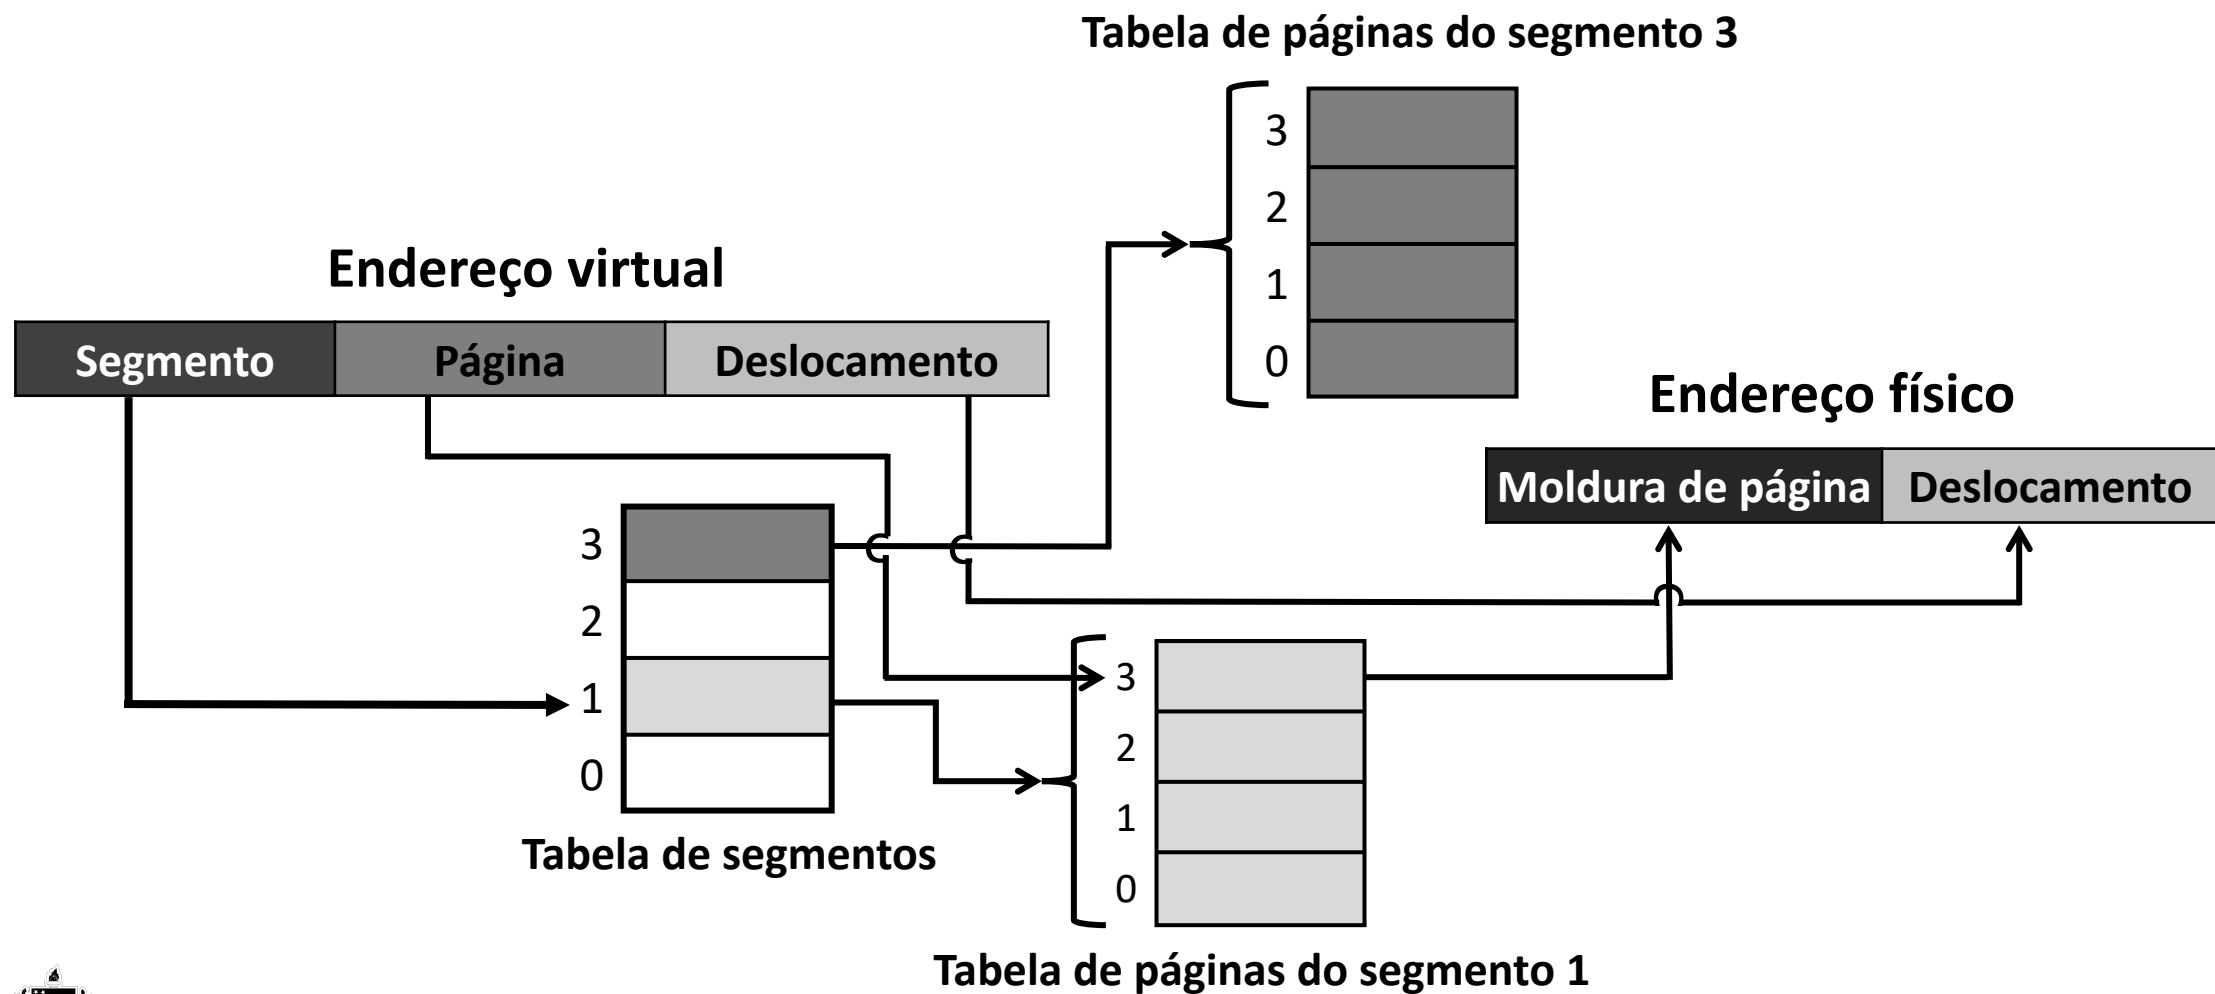 Tabela de páginas do segmento 3
3
2
1
0
Endereço virtual
Segmento Página Deslocamento
Endereço físico
Moldura de página Deslocamento
3
2
1
0
Tabela de segmentos
3
2
1
0
Tabela de páginas do segmento 1